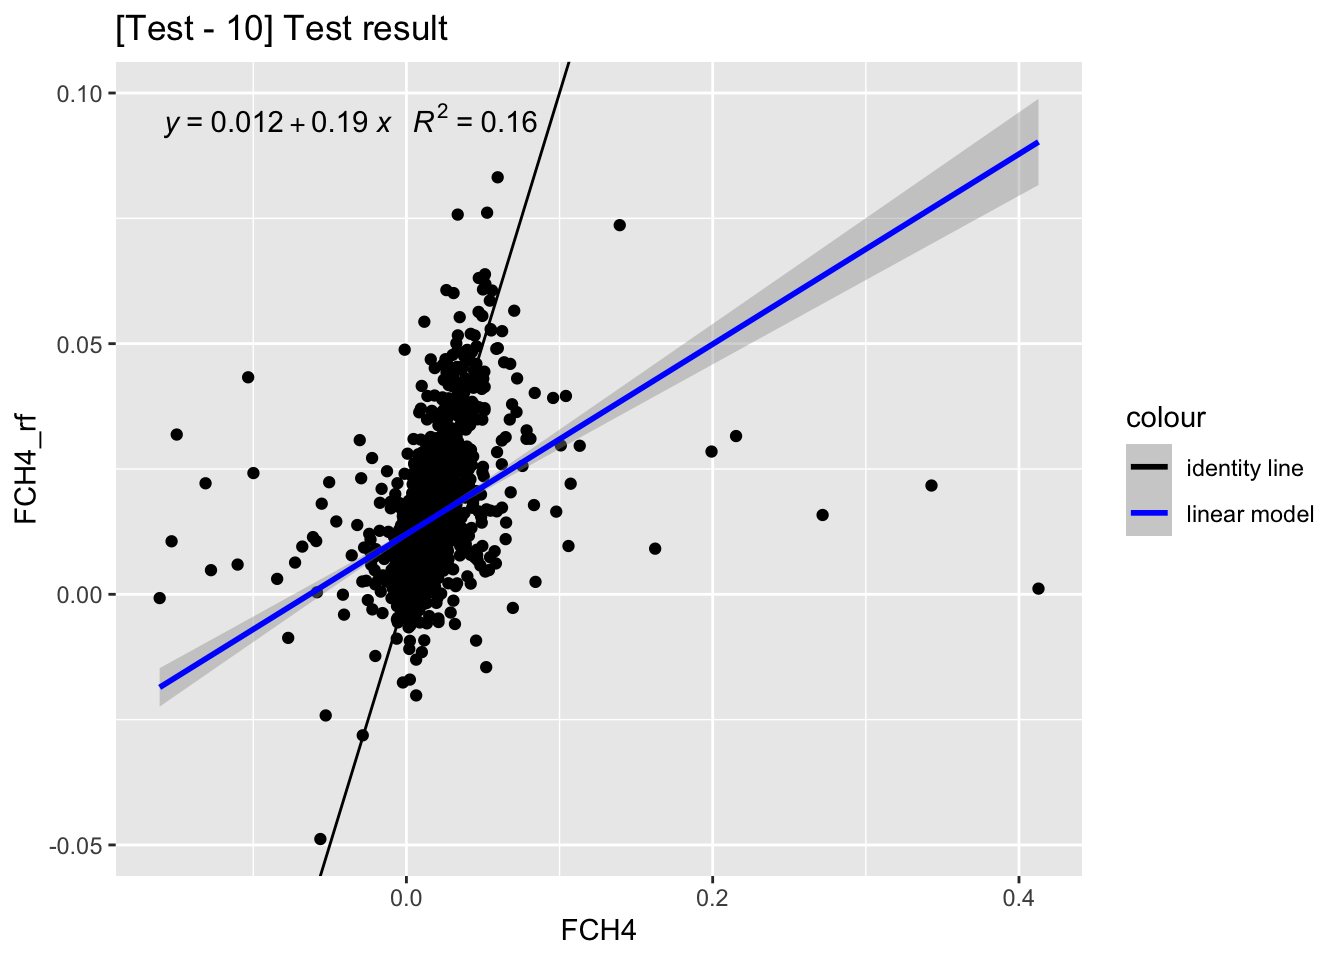 [Test - 10] Test result
y = 0.012 + 0.19 x R² = 0.16
0.10
0.05
0.00
-0.05
FCH4_rf
0.0 0.2 0.4
FCH4
colour
identity line
linear model